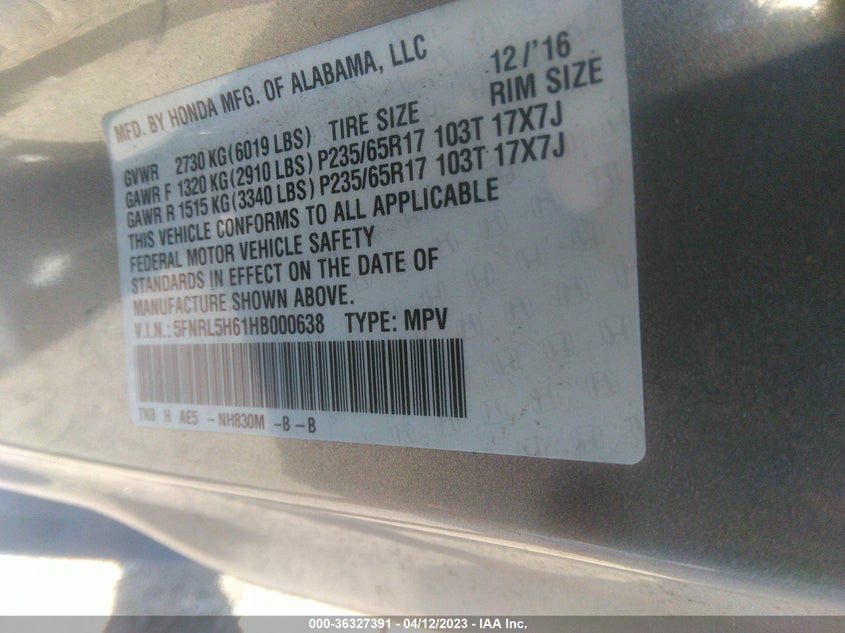 MFD. BY HONDA MFG. OF ALABAMA, LLC 12/'16
GVWR 2730 KG(6019 LBS) TIRE SIZE RIM SIZE
GAWR F 1320 KG(2910 LBS) P235/65R17 103T 17X7J
GAWR R 1515 KG(3340 LBS) P235/65R17 103T 17X7J
THIS VEHICLE CONFORMS TO ALL APPLICABLE
FEDERAL MOTOR VEHICLE SAFETY
STANDARDS IN EFFECT ON THE DATE OF
MANUFACTURE SHOWN ABOVE.
V.I.N.: 5FNRL5H61HB000638 TYPE: MPV
TK8 H AE5 -NH830M -B-B
000-36327391 - 04/12/2023 - IAA Inc.